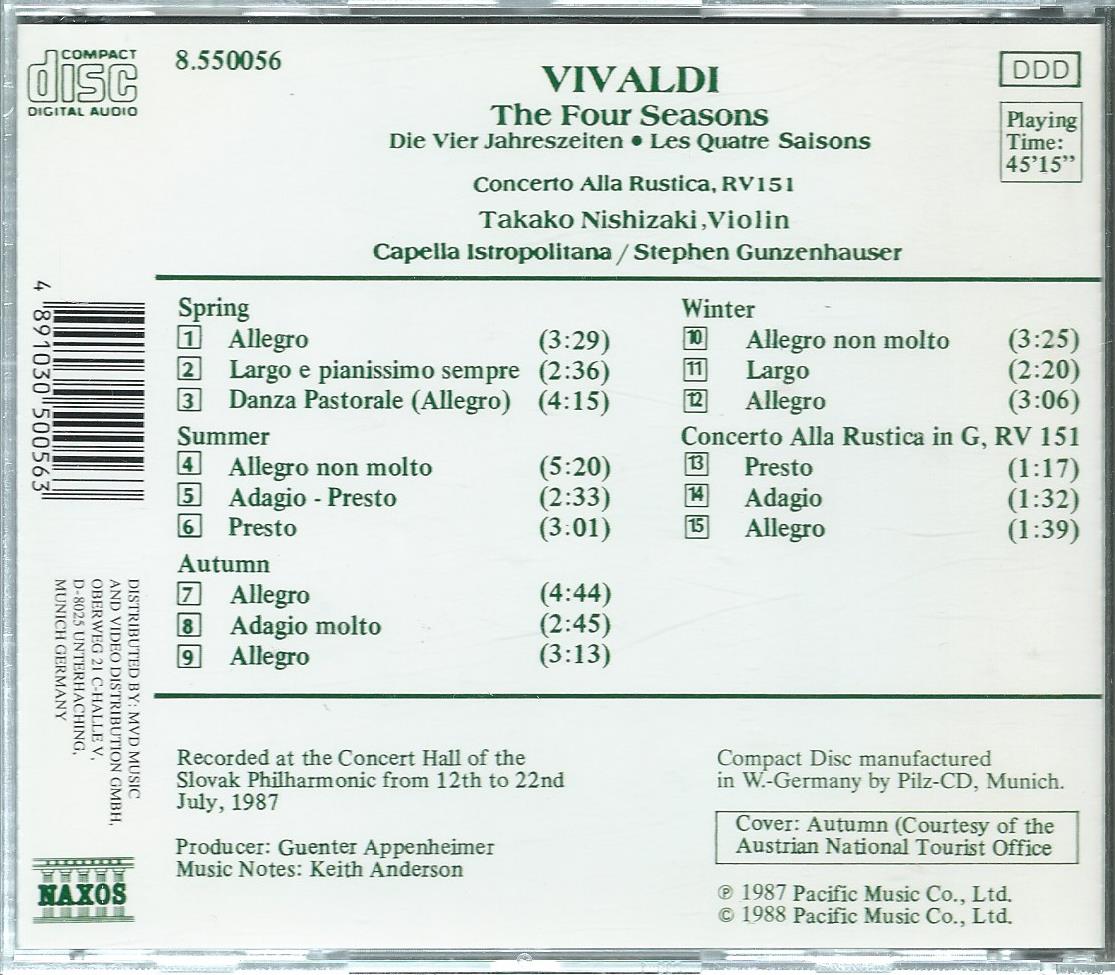 COMPACT
disc
DIGITAL AUDIO
8.550056
VIVALDI
The Four Seasons
Die Vier Jahreszeiten • Les Quatre Saisons
Concerto Alla Rustica, RV151
Takako Nishizaki, Violin
Capella Istropolitana / Stephen Gunzenhauser
DDD
Playing
Time:
45'15"
Spring
1 Allegro (3:29)
2 Largo e pianissimo sempre (2:36)
3 Danza Pastorale (Allegro) (4:15)
Summer
4 Allegro non molto (5:20)
5 Adagio - Presto (2:33)
6 Presto (3:01)
Autumn
7 Allegro (4:44)
8 Adagio molto (2:45)
9 Allegro (3:13)
Winter
10 Allegro non molto (3:25)
11 Largo (2:20)
12 Allegro (3:06)
Concerto Alla Rustica in G, RV 151
13 Presto (1:17)
14 Adagio (1:32)
15 Allegro (1:39)
4 891030 500563
DISTRIBUTED BY: MVD MUSIC
AND VIDEO DISTRIBUTION GMBH,
OBERWEG 21 C-HALLE V,
D-8025 UNTERHACHING,
MUNICH GERMANY
NAXOS
Recorded at the Concert Hall of the
Slovak Philharmonic from 12th to 22nd
July, 1987
Producer: Guenter Appenheimer
Music Notes: Keith Anderson
Compact Disc manufactured
in W.-Germany by Pilz-CD, Munich.
Cover: Autumn (Courtesy of the
Austrian National Tourist Office
℗ 1987 Pacific Music Co., Ltd.
© 1988 Pacific Music Co., Ltd.